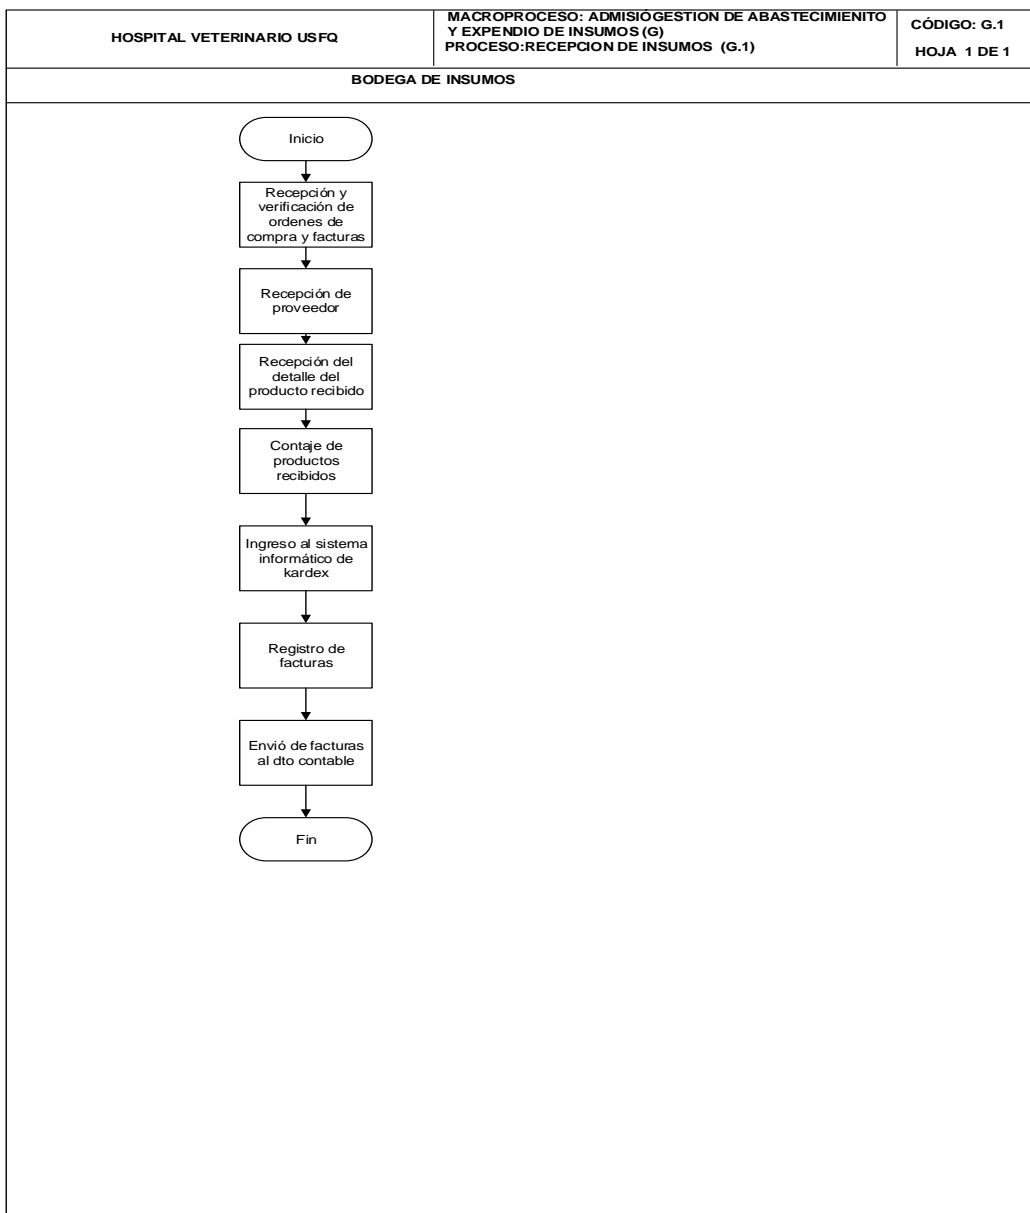 HOSPITAL VETERINARIO USFQ
MACROPROCESO: ADMISIÓGESTION DE ABASTECIMIENITO
Y EXPENDIO DE INSUMOS (G)
PROCESO:RECEPCION DE INSUMOS (G.1)
CÓDIGO: G.1
HOJA 1 DE 1
BODEGA DE INSUMOS
Inicio
Recepción y
verificación de
ordenes de
compra y facturas
Recepción de
proveedor
Recepción del
detalle del
producto recibido
Contaje de
productos
recibidos
Ingreso al sistema
informático de
kardex
Registro de
facturas
Envió de facturas
al dto contable
Fin